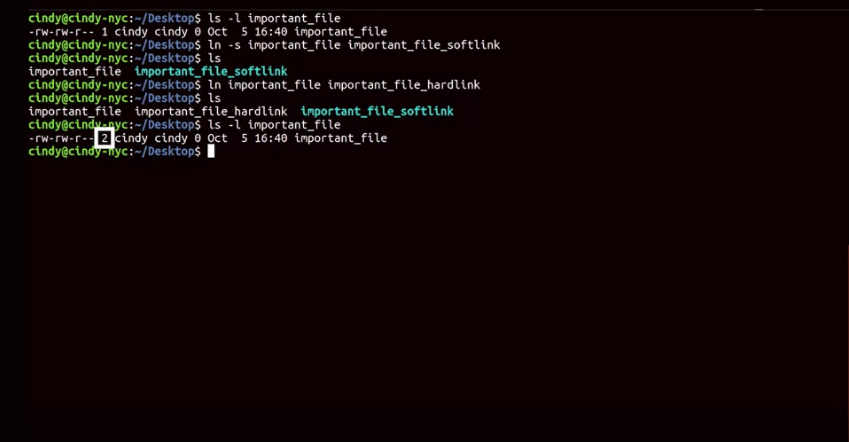 cindy@cindy-nyc:~/Desktop$ ls -l important_file
-rw-rw-r-- 1 cindy cindy 0 Oct  5 16:40 important_file
cindy@cindy-nyc:~/Desktop$ ln -s important_file important_file_softlink
cindy@cindy-nyc:~/Desktop$ ls
important_file  important_file_softlink
cindy@cindy-nyc:~/Desktop$ ln important_file important_file_hardlink
cindy@cindy-nyc:~/Desktop$ ls
important_file  important_file_hardlink  important_file_softlink
cindy@cindy-nyc:~/Desktop$ ls -l important_file
-rw-rw-r-- 2 cindy cindy 0 Oct  5 16:40 important_file
cindy@cindy-nyc:~/Desktop$